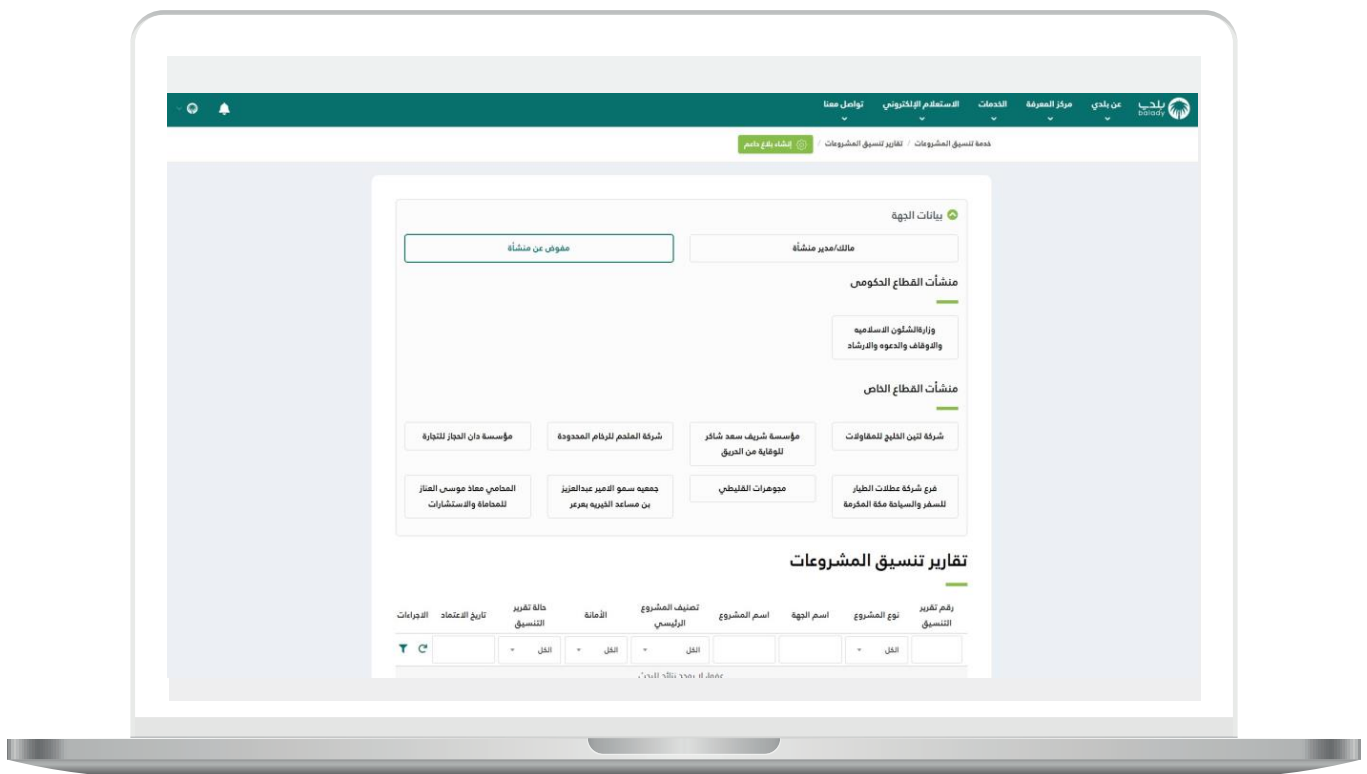 بلدي
balady
عن بلدي
مركز المعرفة
الخدمات
الاستعلام الإلكتروني
تواصل معنا
خدمة تنسيق المشروعات / تقارير تنسيق المشروعات / إنشاء بلاغ داعم
بيانات الجهة
مالك/مدير منشأة
مفوض عن منشأة
منشأت القطاع الحكومى
وزارةالشئون الاسلاميه
والاوقاف والدعوه والارشاد
منشأت القطاع الخاص
شركة لتين الخليج للمقاولات
مؤسسة شريف سعد شاكر
للوقاية من الحريق
شركة الملحم للرخام المحدودة
مؤسسة دان الحجاز للتجارة
فرع شركة عطلات الطيار
للسفر والسياحة مكة المكرمة
مجوهرات القليطي
جمعيه سمو الامير عبدالعزيز
بن مساعد الخيريه بعرعر
المحامي معاذ موسى العناز
للمحاماة والاستشارات
تقارير تنسيق المشروعات
رقم تقرير
التنسيق
نوع المشروع
اسم الجهة
اسم المشروع
تصنيف المشروع
الرئيسي
الأمانة
حالة تقرير
التنسيق
تاريخ الاعتماد
الاجراءات
الكل
الكل
الكل
الكل